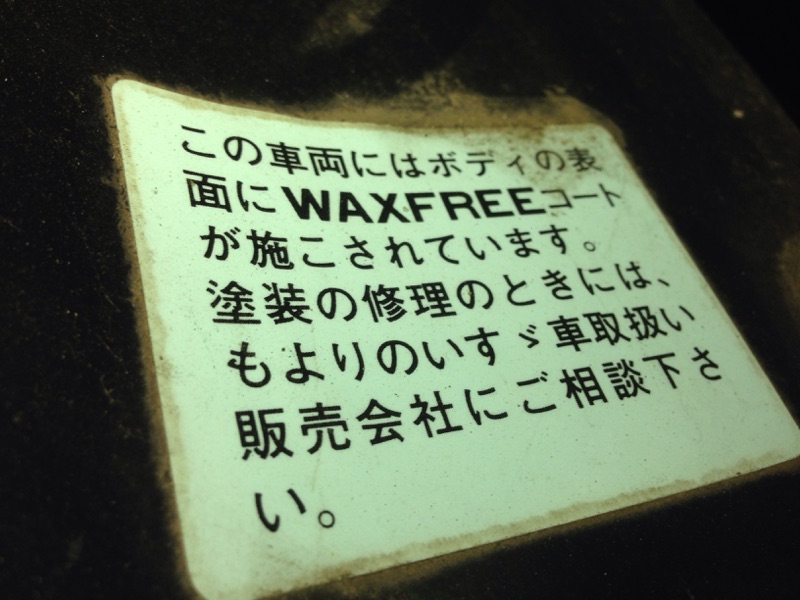 この車両にはボディの表
面にWAXFREEコート
が施こされています。
塗装の修理のときには、
もよりのいすゞ車取扱い
販売会社にご相談下さ
い。